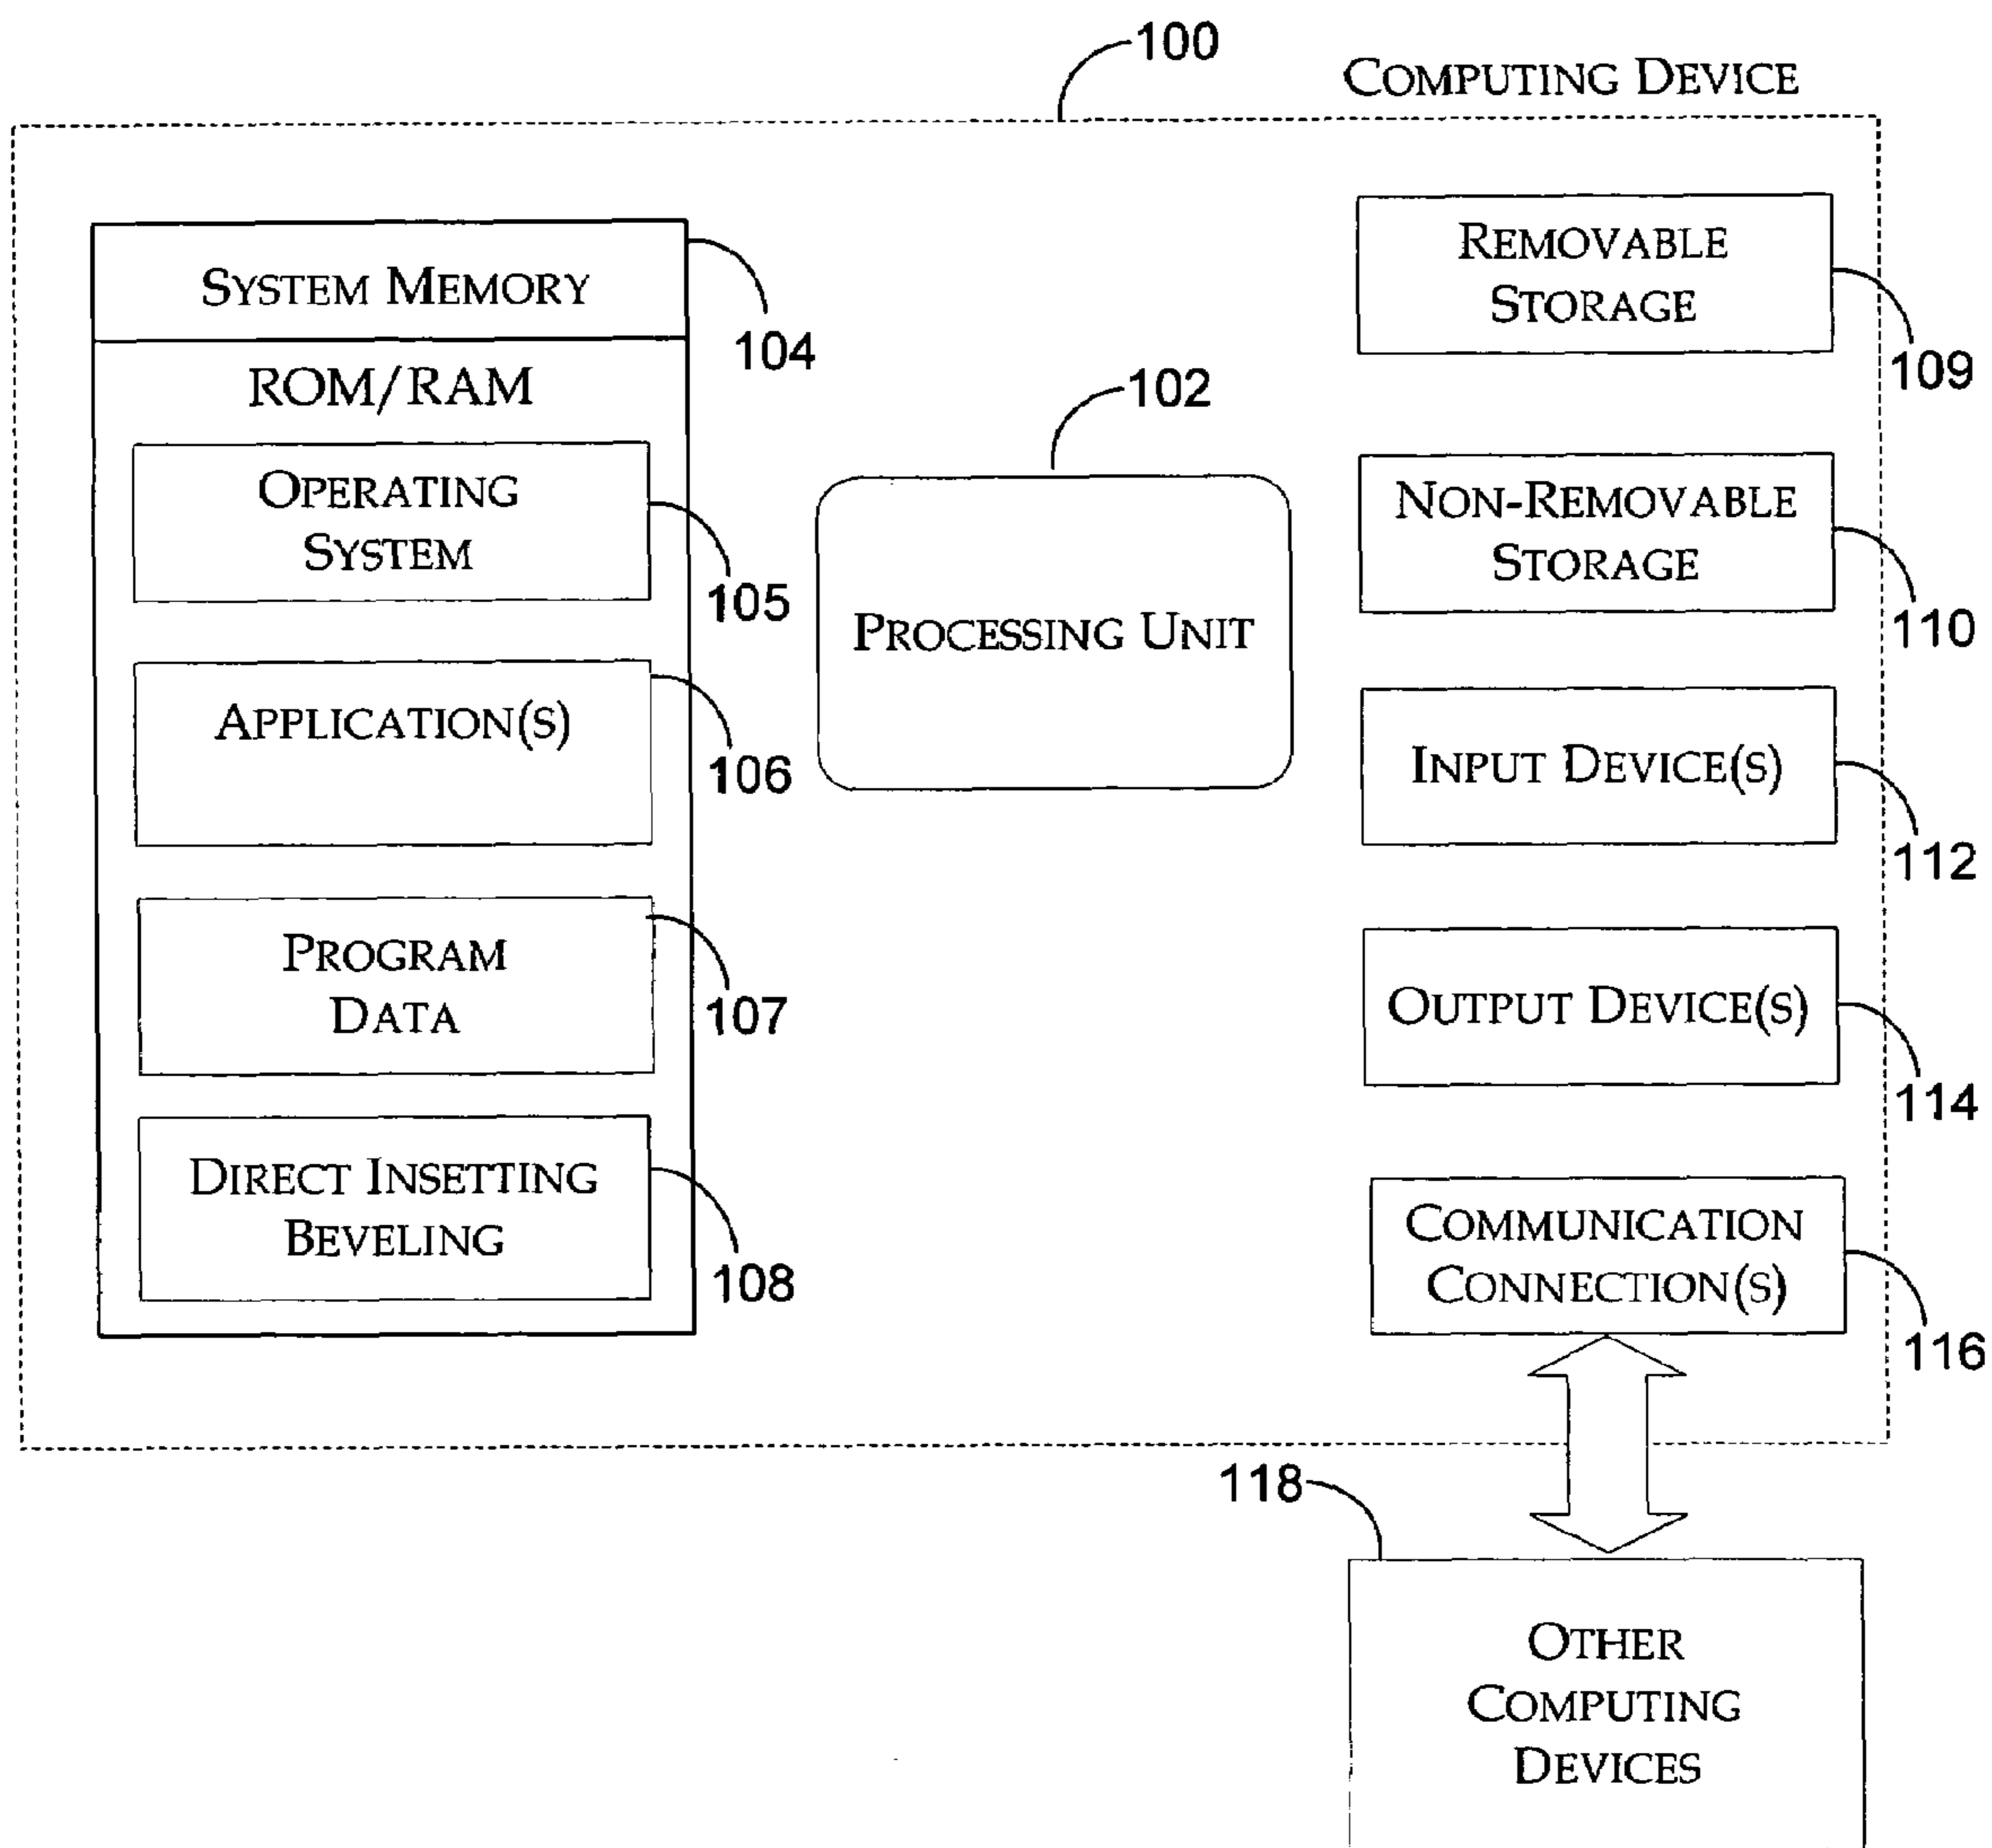 100
COMPUTING DEVICE
SYSTEM MEMORY
104
ROM/RAM
OPERATING
SYSTEM
105
APPLICATION(S)
106
PROGRAM
DATA
107
DIRECT INSETTING
BEVELING
108
102
PROCESSING UNIT
REMOVABLE
STORAGE
109
NON-REMOVABLE
STORAGE
110
INPUT DEVICE(S)
112
OUTPUT DEVICE(S)
114
COMMUNICATION
CONNECTION(S)
116
118
OTHER
COMPUTING
DEVICES